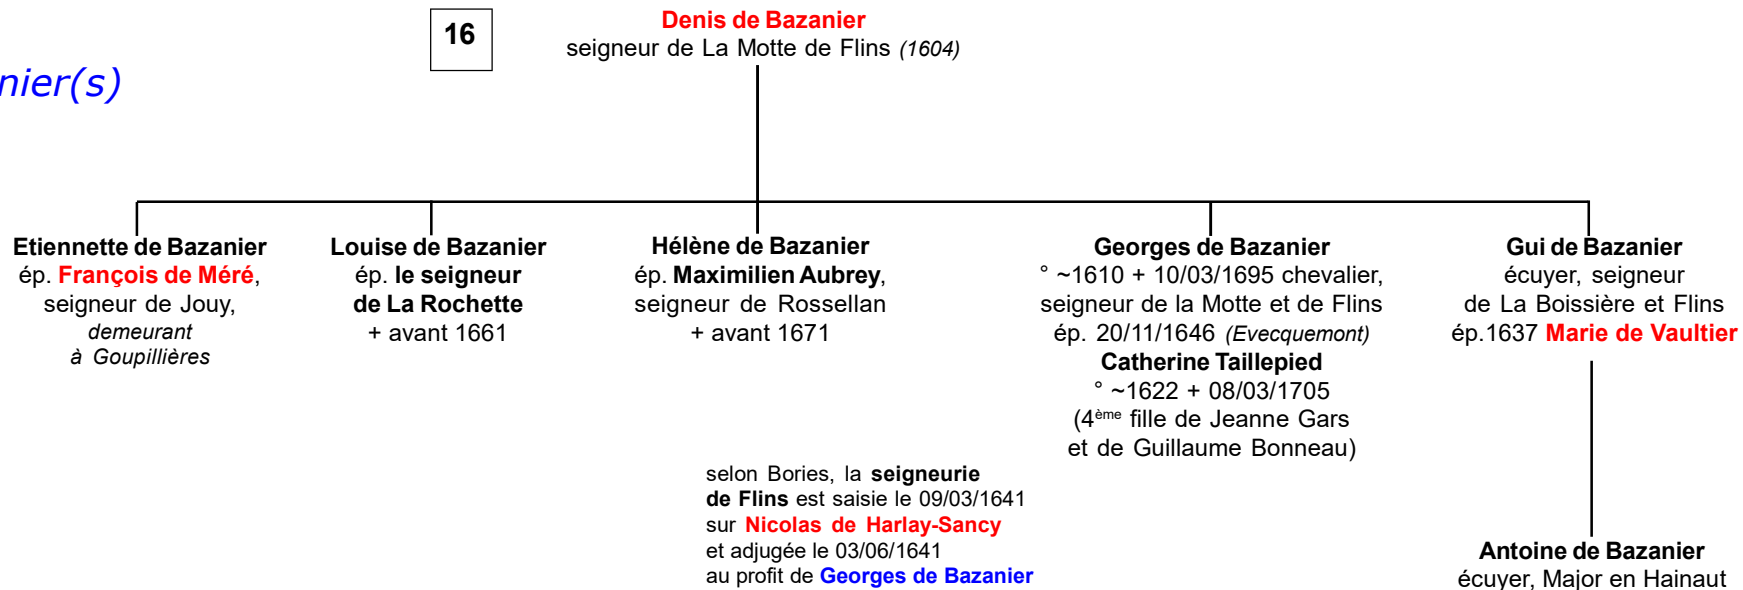 nier(s)
16
Denis de Bazanier
seigneur de La Motte de Flins (1604)
Etiennette de Bazanier
ép. François de Méré,
seigneur de Jouy,
demeurant
à Goupillières
Louise de Bazanier
ép. le seigneur
de La Rochette
+ avant 1661
Hélène de Bazanier
ép. Maximilien Aubrey,
seigneur de Rossellan
+ avant 1671
Georges de Bazanier
° ~1610 + 10/03/1695 chevalier,
seigneur de la Motte et de Flins
ép. 20/11/1646 (Evecquemont)
Catherine Taillepied
° ~1622 + 08/03/1705
(4ème fille de Jeanne Gars
et de Guillaume Bonneau)
Gui de Bazanier
écuyer, seigneur
de La Boissière et Flins
ép.1637 Marie de Vaultier
selon Bories, la seigneurie
de Flins est saisie le 09/03/1641
sur Nicolas de Harlay-Sancy
et adjugée le 03/06/1641
au profit de Georges de Bazanier
Antoine de Bazanier
écuyer, Major en Hainaut